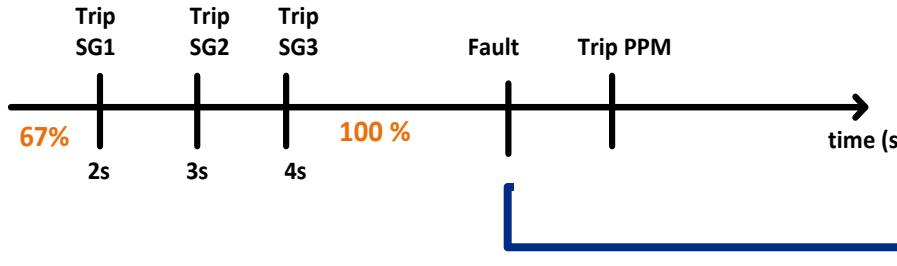 Trip SG1
Trip SG2
Trip SG3
Fault
Trip PPM
67%
100 %
time (s
2s
3s
4s